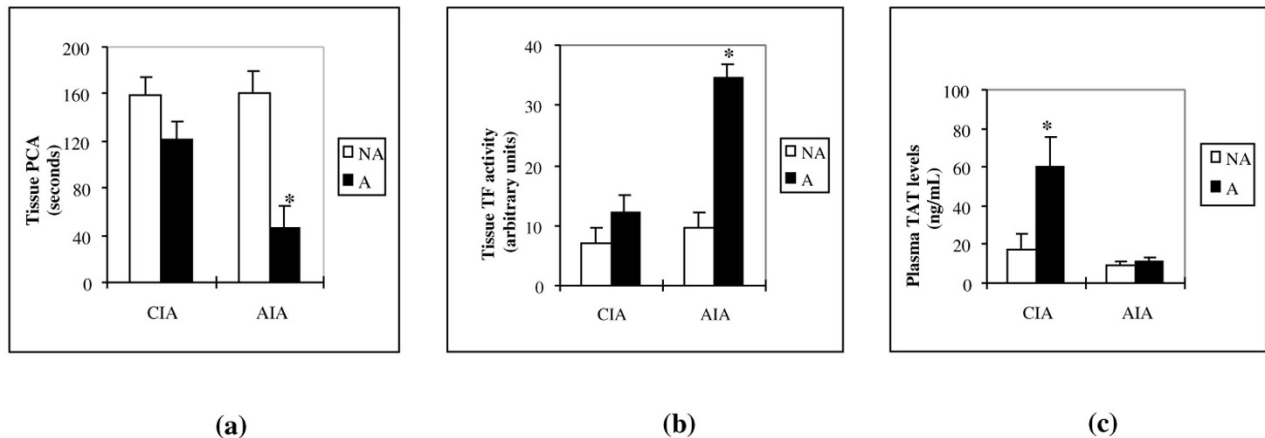 Tissue PCA
(seconds)
200
160
120
80
40
0
*
CIA
AIA
NA
A
(a)
Tissue TF activity
(arbitrary units)
40
30
20
10
0
*
CIA
AIA
NA
A
(b)
Plasma TAT levels
(ng/mL)
100
80
60
40
20
0
*
CIA
AIA
NA
A
(c)